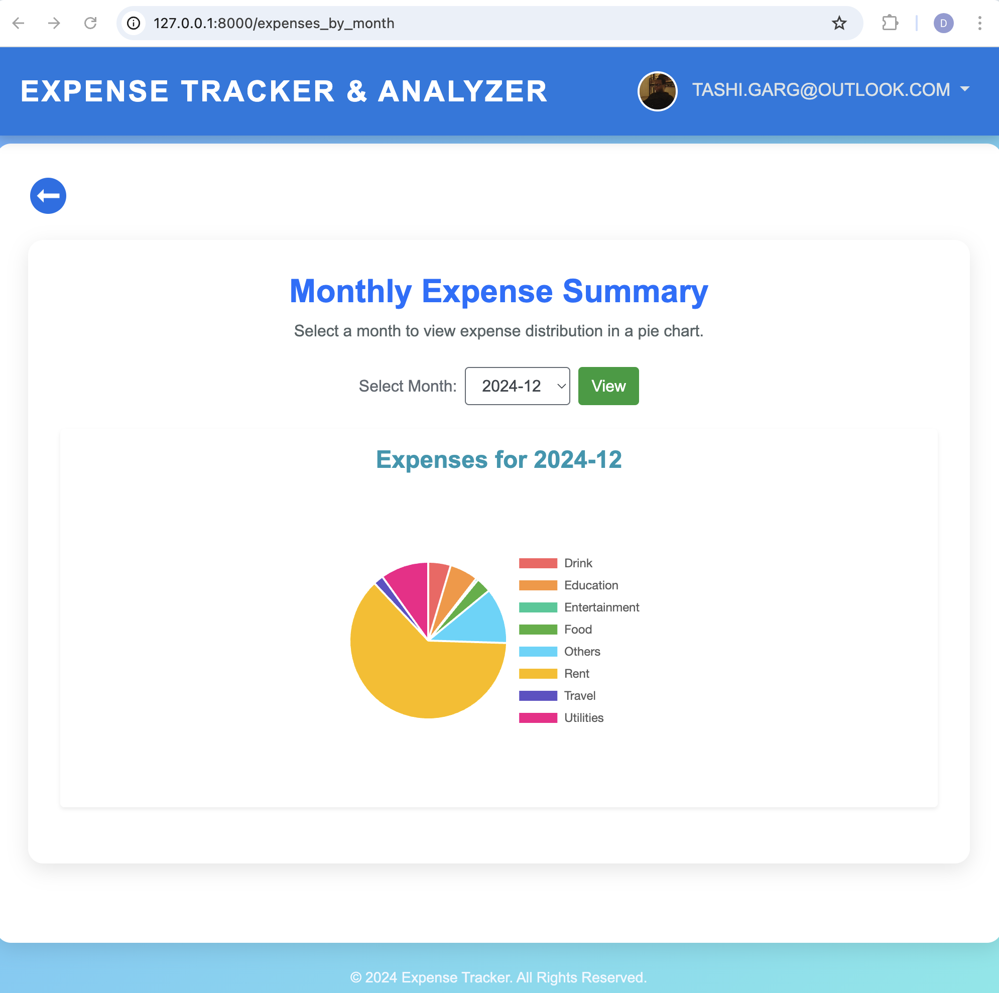 127.0.0.1:8000/expenses_by_month
D
EXPENSE TRACKER & ANALYZER
TASHI.GARG@OUTLOOK.COM
Monthly Expense Summary
Select a month to view expense distribution in a pie chart.
Select Month: 2024-12 View
Expenses for 2024-12
Drink
Education
Entertainment
Food
Others
Rent
Travel
Utilities
© 2024 Expense Tracker. All Rights Reserved.